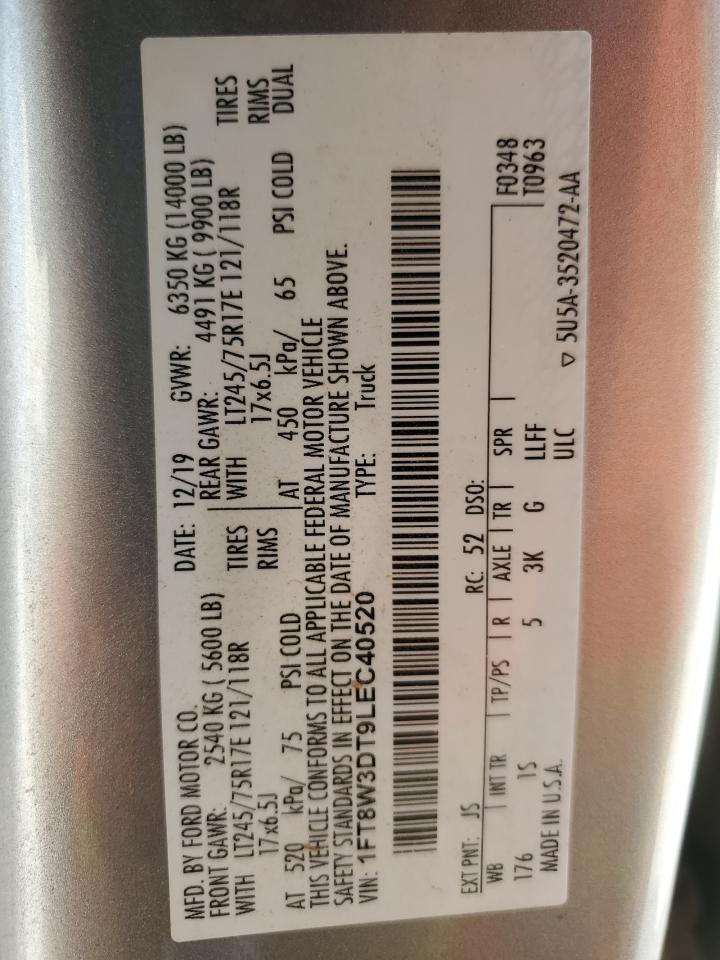 MFD. BY FORD MOTOR CO. DATE: 12/19 GVWR: 6350 KG (14000 LB)
FRONT GAWR: 2540 KG ( 5600 LB) REAR GAWR: 4491 KG ( 9900 LB)
WITH LT245/75R17E 121/118R TIRES WITH LT245/75R17E 121/118R TIRES
17x6.5J RIMS 17x6.5J RIMS
AT 520 kPa/ 75 PSI COLD AT 450 kPa/ 65 PSI COLD DUAL
THIS VEHICLE CONFORMS TO ALL APPLICABLE FEDERAL MOTOR VEHICLE
SAFETY STANDARDS IN EFFECT ON THE DATE OF MANUFACTURE SHOWN ABOVE.
VIN: 1FT8W3DT9LEC40520 TYPE: Truck
EXT PNT: JS RC: 52 DSO:
WB INT TR TP/PS R AXLE TR SPR F0348
176 1S 5 3K G LLFF T0963
MADE IN U.S.A. ULC ▽ 5U5A-3520472-AA